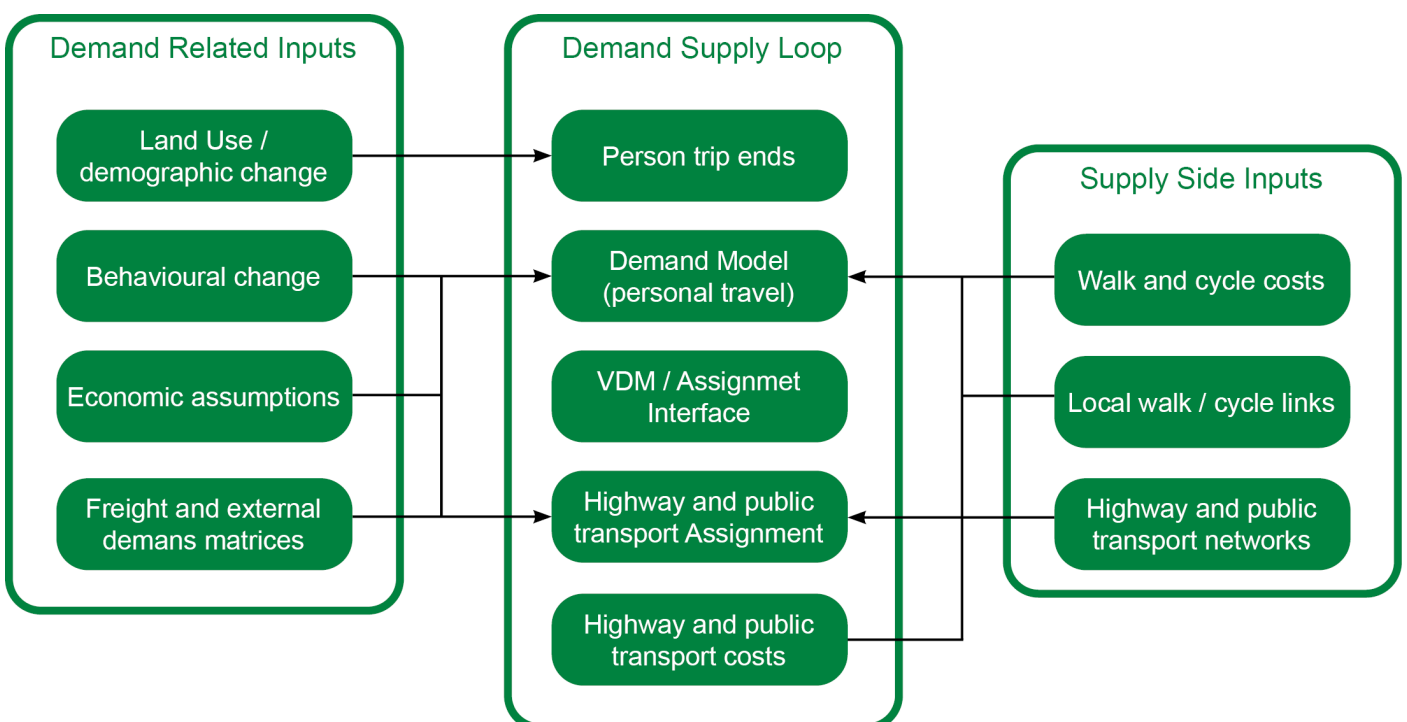 Demand Related Inputs
Land Use /
demographic change
Behavioural change
Economic assumptions
Freight and external
demans matrices
Demand Supply Loop
Person trip ends
Demand Model
(personal travel)
VDM / Assignmet
Interface
Highway and public
transport Assignment
Highway and public
transport costs
Supply Side Inputs
Walk and cycle costs
Local walk / cycle links
Highway and public
transport networks